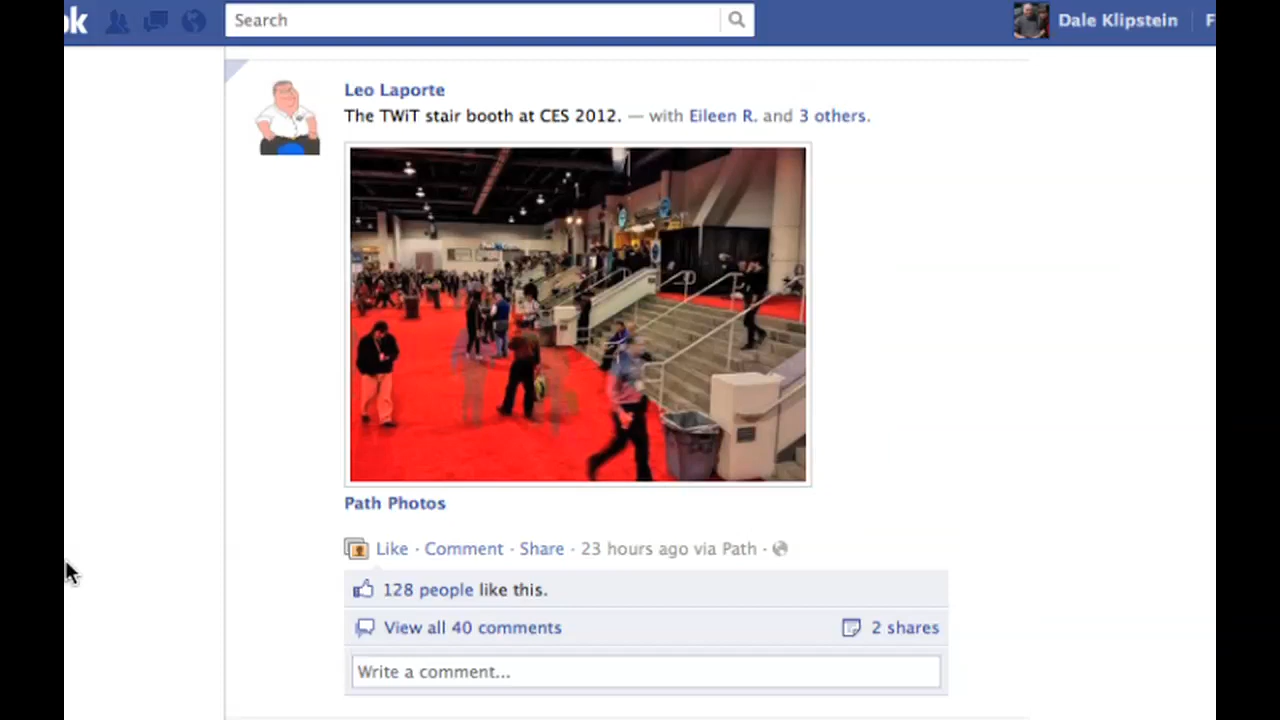 ok
Search
Dale Klipstein
F
Leo Laporte
The TWiT stair booth at CES 2012. — with Eileen R. and 3 others.
Path Photos
Like · Comment · Share · 23 hours ago via Path ·
128 people like this.
View all 40 comments
2 shares
Write a comment...